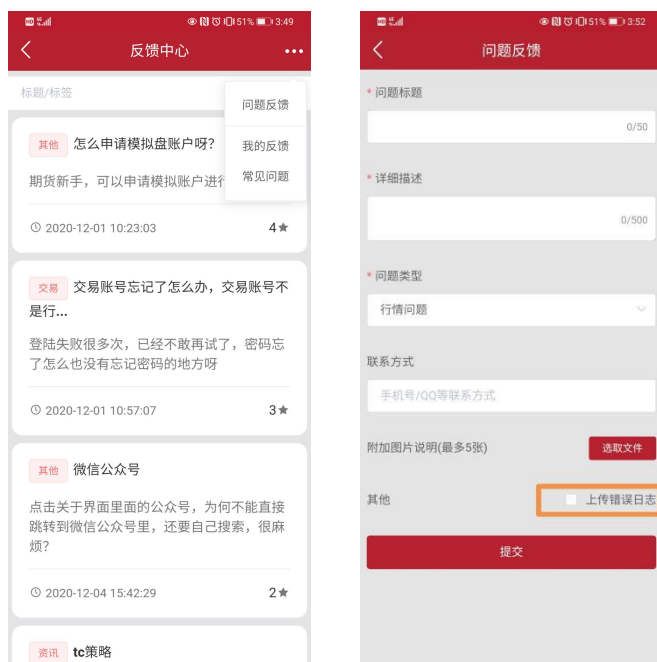 51% 3:49
反馈中心
标题/标签
问题反馈
我的反馈
常见问题
其他 怎么申请模拟盘账户呀?
期货新手，可以申请模拟账户进行
2020-12-01 10:23:03 4★
交易 交易账号忘记了怎么办，交易账号不
是行...
登陆失败很多次，已经不敢再试了，密码忘
了怎么也没有忘记密码的地方呀
2020-12-01 10:57:07 3★
其他 微信公众号
点击关于界面里面的公众号，为何不能直接
跳转到微信公众号里，还要自己搜索，很麻
烦?
2020-12-04 15:42:29 2★
资讯 tc策略
51% 3:52
问题反馈
* 问题标题
0/50
* 详细描述
0/500
* 问题类型
行情问题
联系方式
手机号/QQ等联系方式
附加图片说明(最多5张) 选取文件
其他 上传错误日志
提交